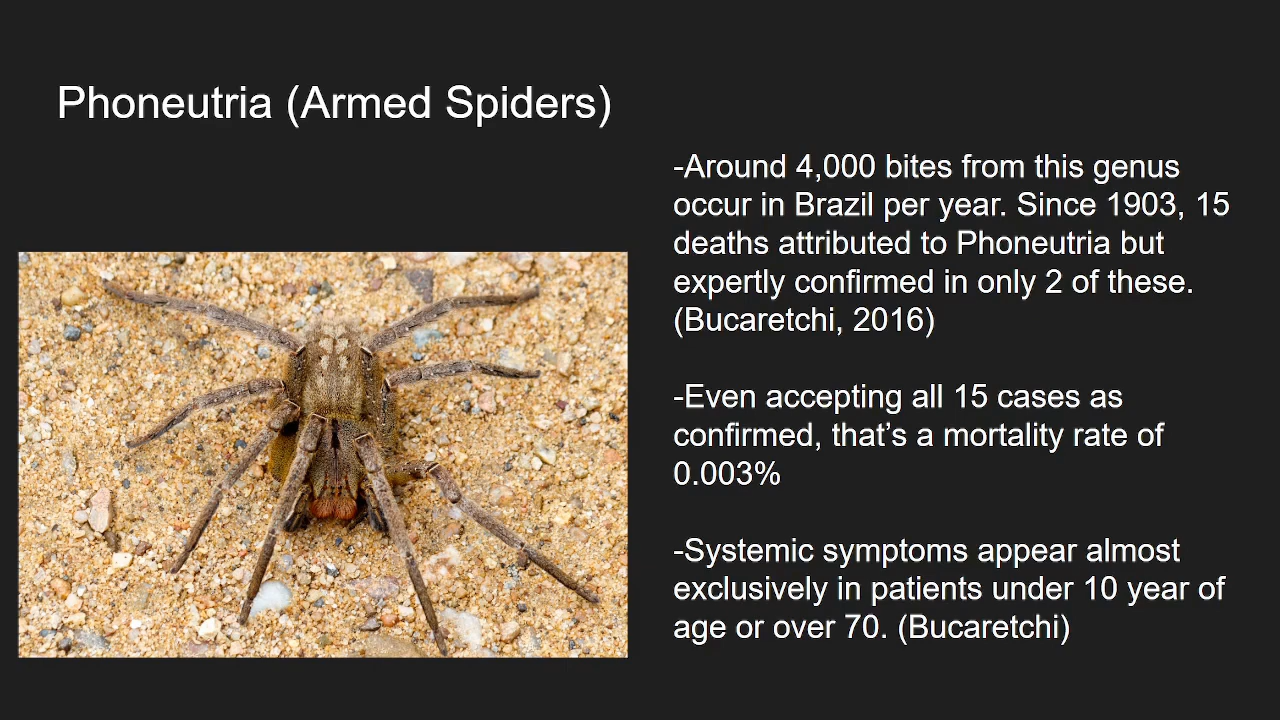 Phoneutria (Armed Spiders)
-Around 4,000 bites from this genus
occur in Brazil per year. Since 1903, 15
deaths attributed to Phoneutria but
expertly confirmed in only 2 of these.
(Bucaretchi, 2016)
-Even accepting all 15 cases as
confirmed, that’s a mortality rate of
0.003%
-Systemic symptoms appear almost
exclusively in patients under 10 year of
age or over 70. (Bucaretchi)